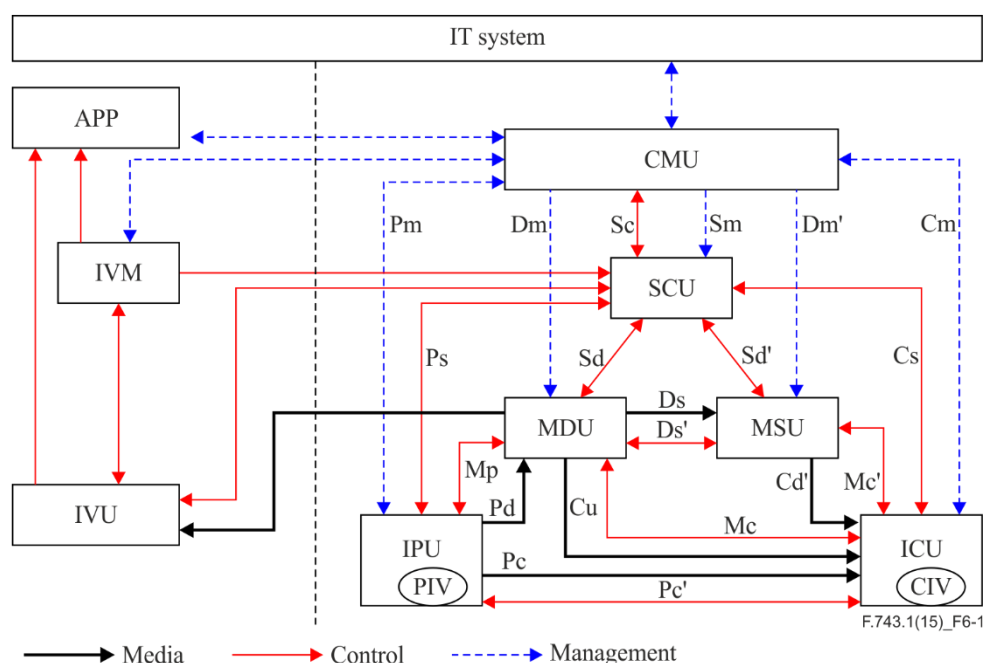 IT system
APP
CMU
Pm
Dm
Sc
Sm
Dm'
Cm
IVM
SCU
Ps
Sd
Sd'
Cs
Ds
MDU
MSU
Ds'
Mp
Cd'
Mc'
IVU
Pd
Cu
Mc
IPU
ICU
Pc
PIV
CIV
Pc'
F.743.1(15)_F6-1
Media
Control
Management